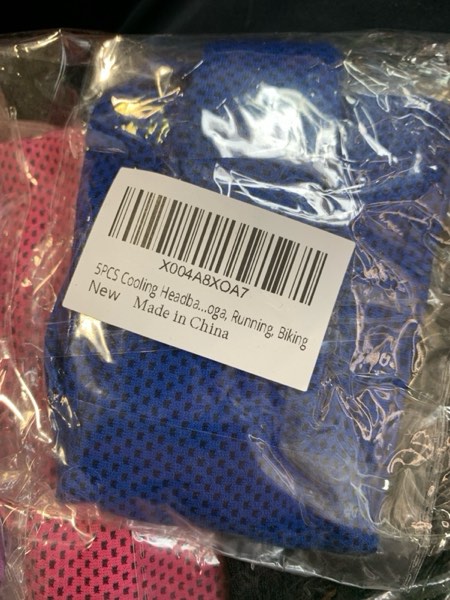 X004A8XOA7
5PCS Cooling Headba...oga, Running, Biking
New Made in China